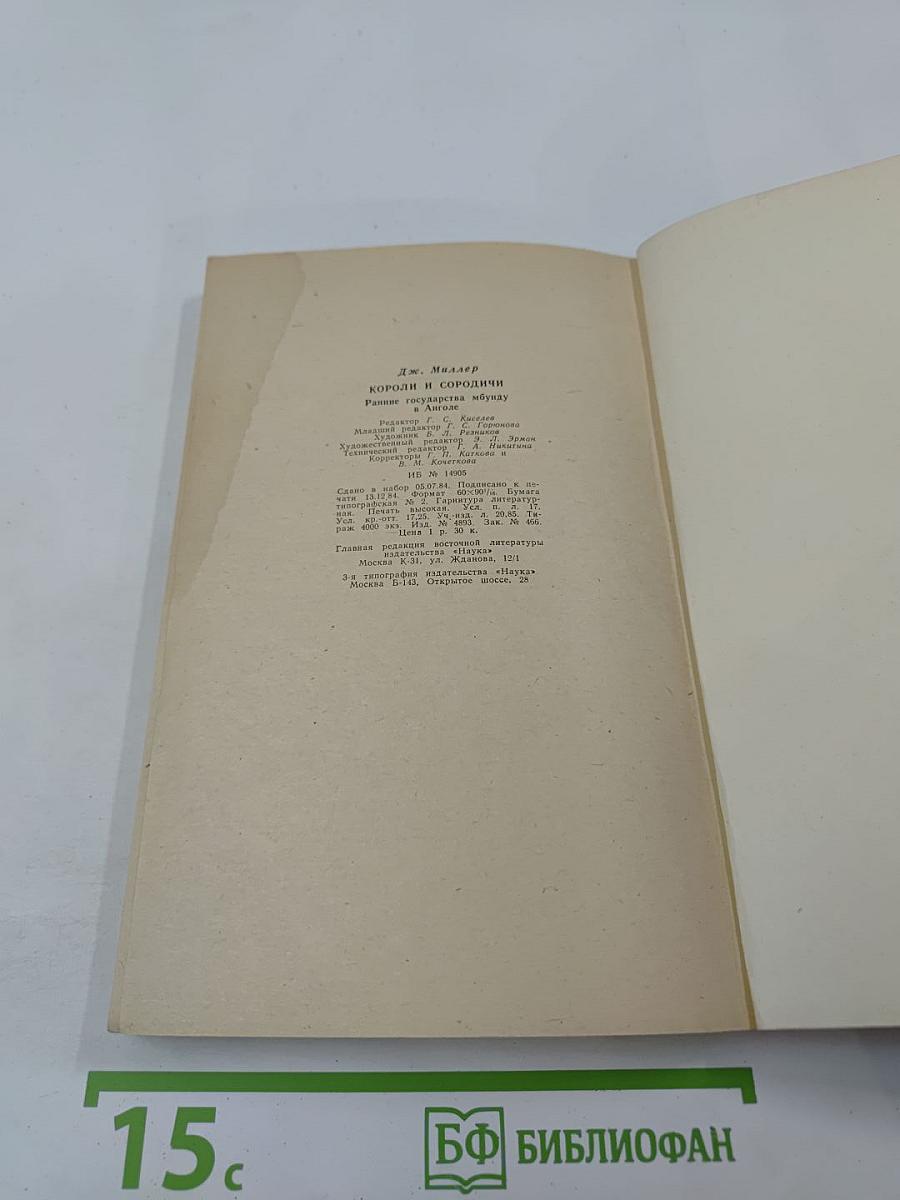 Дж. Миллер
КОРОЛИ И СОРОДИЧИ
Ранние государства мбунду
в Анголе
Редактор Г. С. Киселев
Младший редактор Г. С. Горюнова
Художник Б. Л. Резников
Художественный редактор Э. Л. Эрман
Технический редактор Г. А. Никитина
Корректоры Г. П. Каткова и
В. М. Кочеткова
ИБ № 14905
Сдано в набор 05.07.84. Подписано к пе-
чати 13.12.84. Формат 60×90¹/₁₆. Бумага
типографская № 2. Гарнитура литератур-
ная. Печать высокая. Усл. п. л. 17.
Усл. кр.-отт. 17,25. Уч.-изд. л. 20,85. Ти-
раж 4000 экз. Изд. № 4893. Зак. № 466.
Цена 1 р. 30 к.
Главная редакция восточной литературы
издательства «Наука»
Москва К-31, ул. Жданова, 12/1
3-я типография издательства «Наука»
Москва Б-143, Открытое шоссе, 28
15 с
БФ БИБЛИОФАН